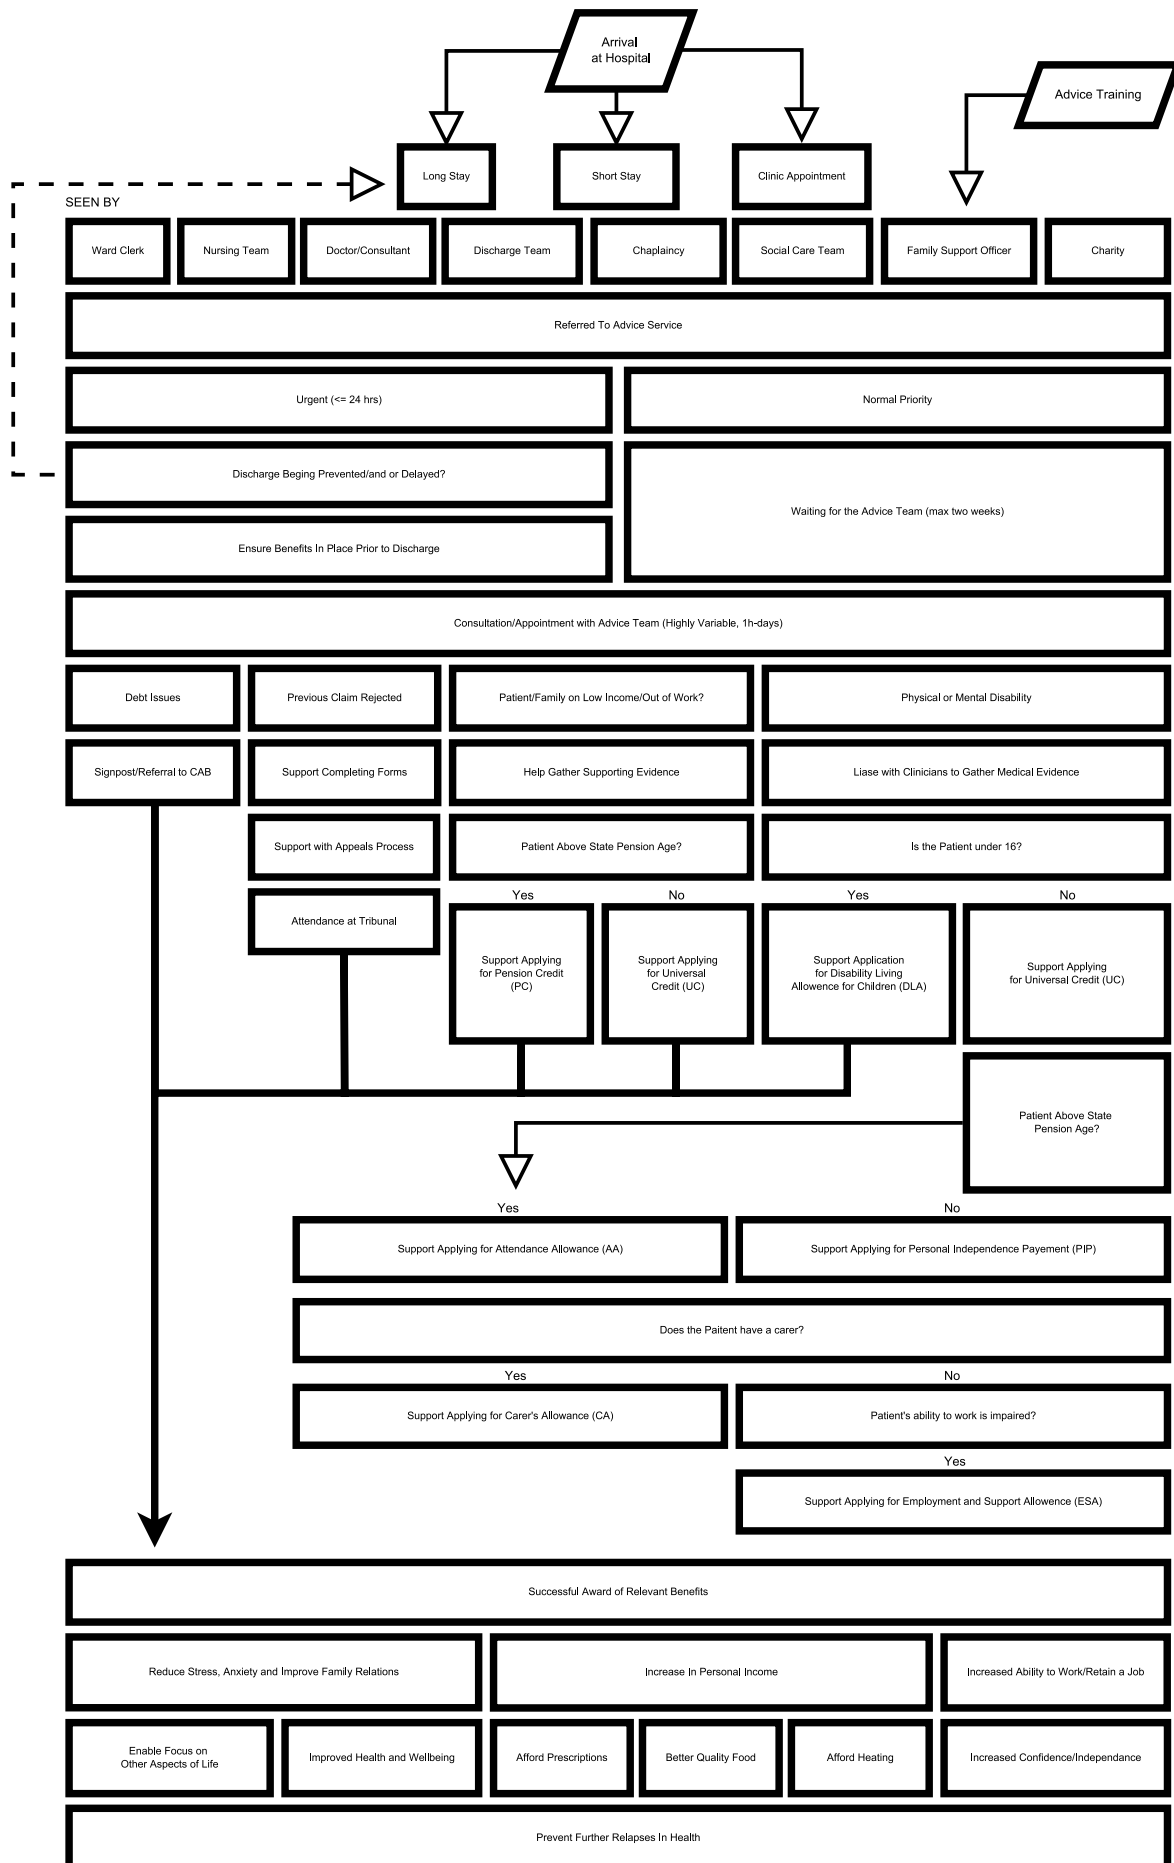 Arrival
at Hospital
Advice Training
Long Stay
Short Stay
Clinic Appointment
SEEN BY
Ward Clerk
Nursing Team
Doctor/Consultant
Discharge Team
Chaplaincy
Social Care Team
Family Support Officer
Charity
Referred To Advice Service
Urgent (<= 24 hrs)
Normal Priority
Discharge Beging Prevented/and or Delayed?
Waiting for the Advice Team (max two weeks)
Ensure Benefits In Place Prior to Discharge
Consultation/Appointment with Advice Team (Highly Variable, 1h-days)
Debt Issues
Previous Claim Rejected
Patient/Family on Low Income/Out of Work?
Physical or Mental Disability
Signpost/Referral to CAB
Support Completing Forms
Help Gather Supporting Evidence
Liase with Clinicians to Gather Medical Evidence
Support with Appeals Process
Patient Above State Pension Age?
Is the Patient under 16?
Yes
No
Yes
No
Attendance at Tribunal
Support Applying
for Pension Credit
(PC)
Support Applying
for Universal
Credit (UC)
Support Application
for Disability Living
Allowence for Children (DLA)
Support Applying
for Universal Credit (UC)
Patient Above State
Pension Age?
Yes
No
Support Applying for Attendance Allowance (AA)
Support Applying for Personal Independence Payement (PIP)
Does the Paitent have a carer?
Yes
No
Support Applying for Carer's Allowance (CA)
Patient's ability to work is impaired?
Yes
Support Applying for Employment and Support Allowence (ESA)
Successful Award of Relevant Benefits
Reduce Stress, Anxiety and Improve Family Relations
Increase In Personal Income
Increased Ability to Work/Retain a Job
Enable Focus on
Other Aspects of Life
Improved Health and Wellbeing
Afford Prescriptions
Better Quality Food
Afford Heating
Increased Confidence/Independance
Prevent Further Relapses In Health